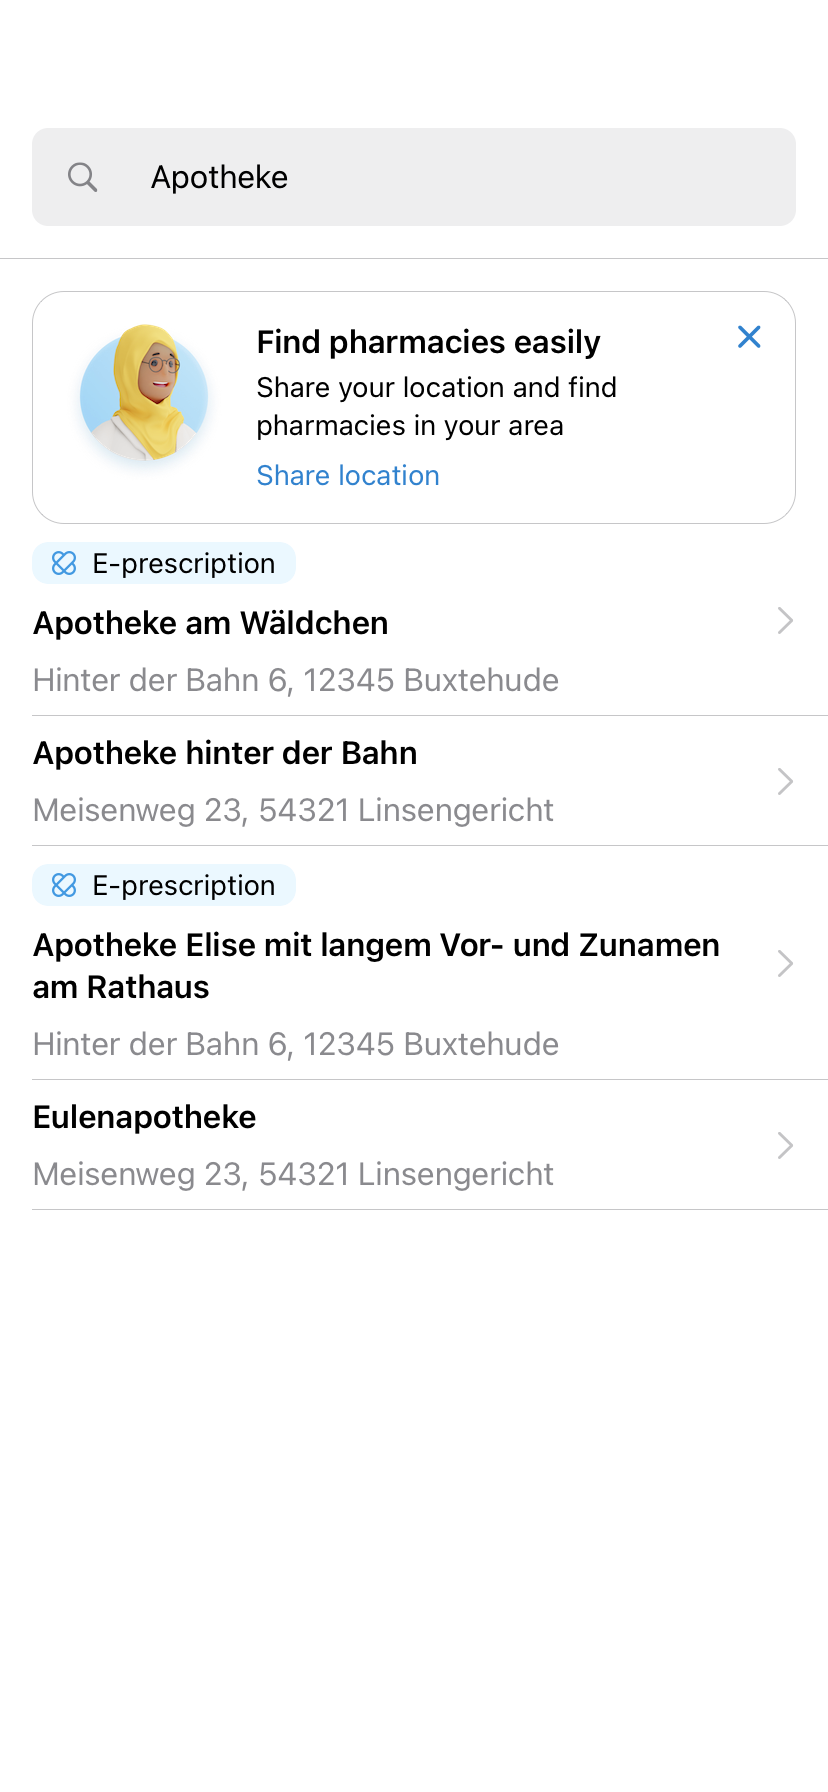 Apotheke
Find pharmacies easily
Share your location and find
pharmacies in your area
Share location
E-prescription
Apotheke am Wäldchen
Hinter der Bahn 6, 12345 Buxtehude
Apotheke hinter der Bahn
Meisenweg 23, 54321 Linsengericht
E-prescription
Apotheke Elise mit langem Vor- und Zunamen
am Rathaus
Hinter der Bahn 6, 12345 Buxtehude
Eulenapotheke
Meisenweg 23, 54321 Linsengericht